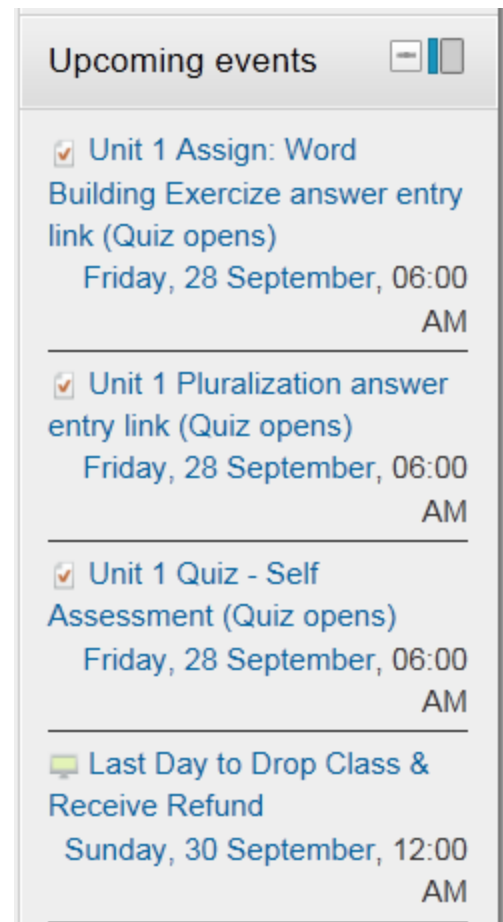 Upcoming events
Unit 1 Assign: Word
Building Exercize answer entry
link (Quiz opens)
Friday, 28 September, 06:00
AM
Unit 1 Pluralization answer
entry link (Quiz opens)
Friday, 28 September, 06:00
AM
Unit 1 Quiz - Self
Assessment (Quiz opens)
Friday, 28 September, 06:00
AM
Last Day to Drop Class &
Receive Refund
Sunday, 30 September, 12:00
AM